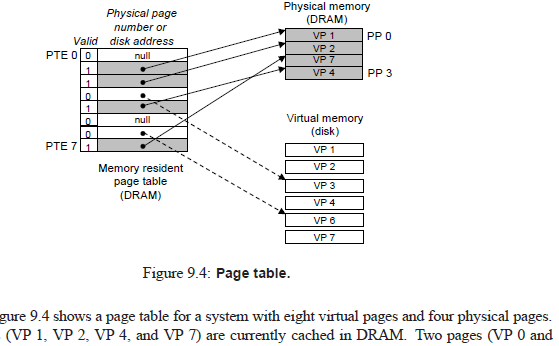 Physical page
number or
disk address
Valid
PTE 0
0
null
1
1
0
1
0
null
0
PTE 7
1
Memory resident
page table
(DRAM)
Physical memory
(DRAM)
VP 1
PP 0
VP 2
VP 7
VP 4
PP 3
Virtual memory
(disk)
VP 1
VP 2
VP 3
VP 4
VP 6
VP 7
Figure 9.4: Page table.
gure 9.4 shows a page table for a system with eight virtual pages and four physical pages.
(VP 1, VP 2, VP 4, and VP 7) are currently cached in DRAM. Two pages (VP 0 and